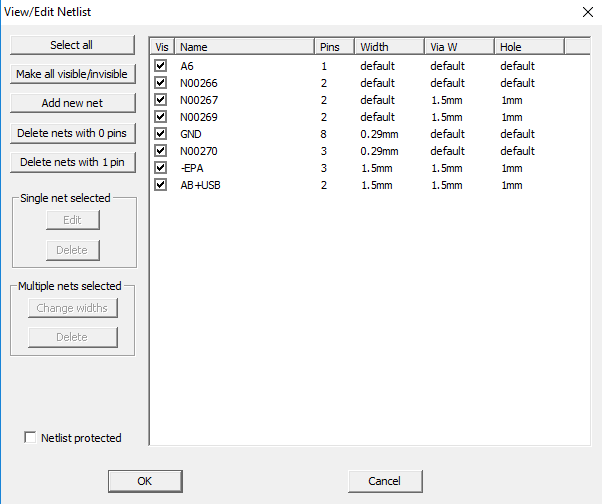 View/Edit Netlist
Select all
Make all visible/invisible
Add new net
Delete nets with 0 pins
Delete nets with 1 pin
Single net selected
Edit
Delete
Multiple nets selected
Change widths
Delete
Netlist protected
Vis Name Pins Width Via W Hole
A6 1 default default default
N00266 2 default default default
N00267 2 default 1.5mm 1mm
N00269 2 default 1.5mm 1mm
GND 8 0.29mm default default
N00270 3 0.29mm default default
-EPA 3 1.5mm 1.5mm 1mm
AB+USB 2 1.5mm 1.5mm 1mm
OK Cancel